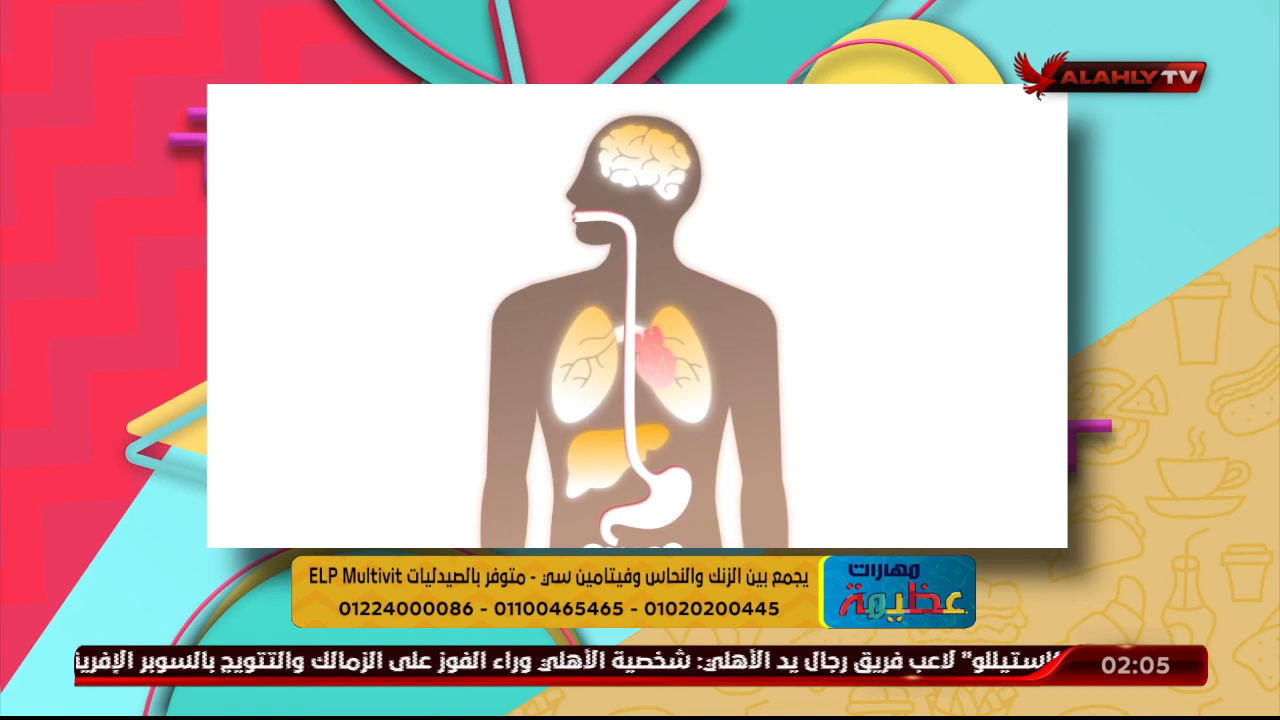 ALAHLY TV
يجمع بين الزنك والنحاس وفيتامين سي - متوفر بالصيدليات ELP Multivit
01224000086 - 01100465465 - 01020200445
مهارات
عظيمة
لاعب فريق رجال يد الأهلي: شخصية الأهلي وراء الفوز على الزمالك والتتويج بالسوبر
02:05